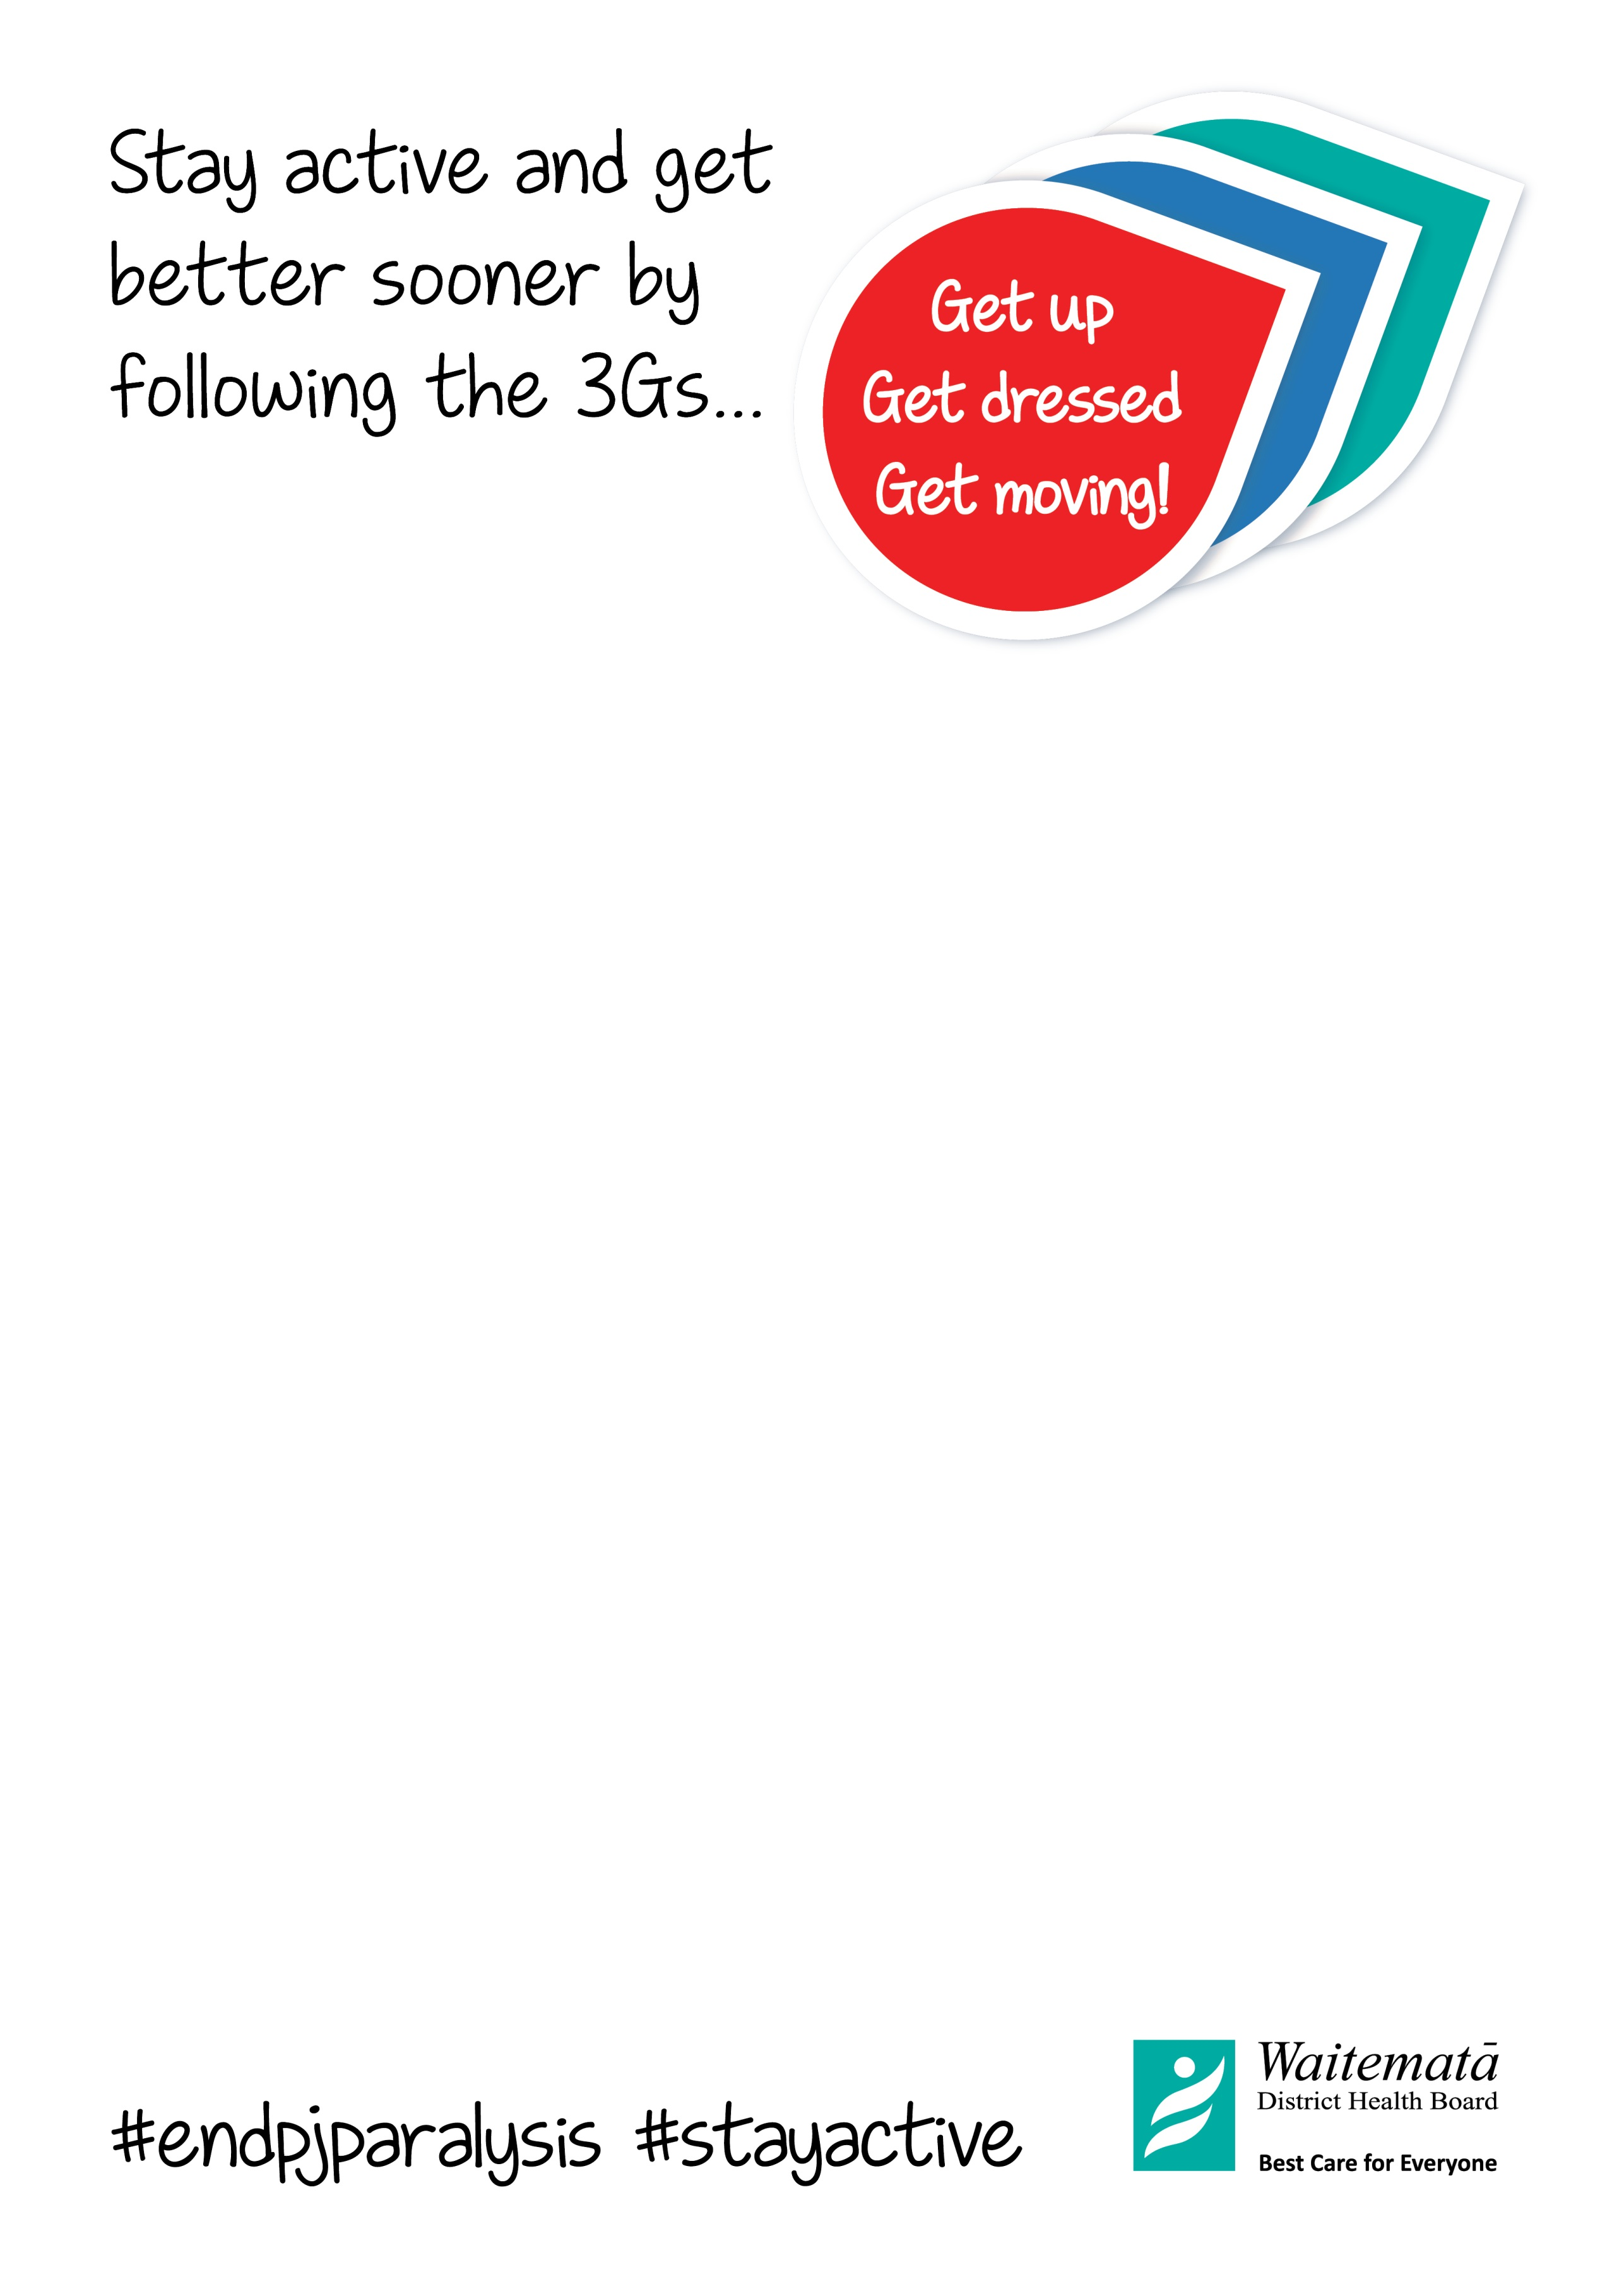 Stay active and get
better sooner by
following the 3Gs...
Get up
Get dressed
Get moving!
#endpjparalysis #stayactive
Waitematā
District Health Board
Best Care for Everyone